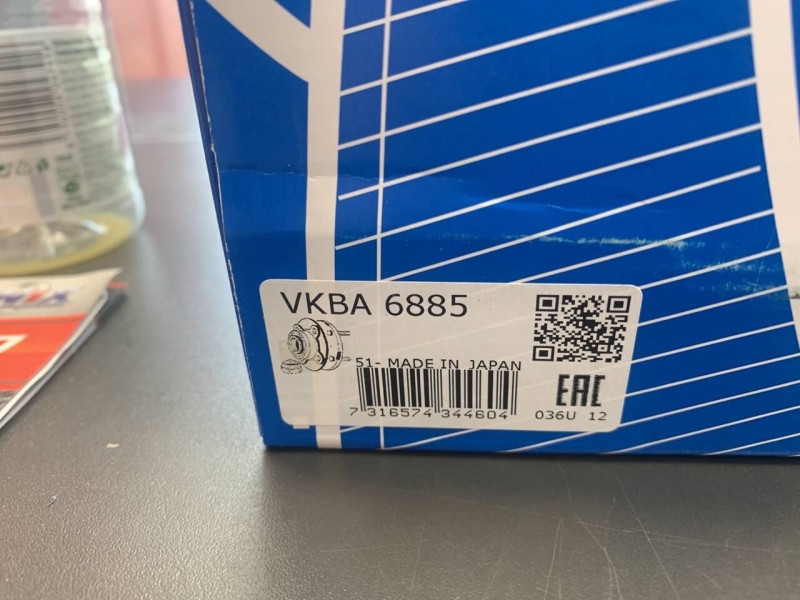 VKBA 6885
51- MADE IN JAPAN
7 316574 344604
EAC
036U 12